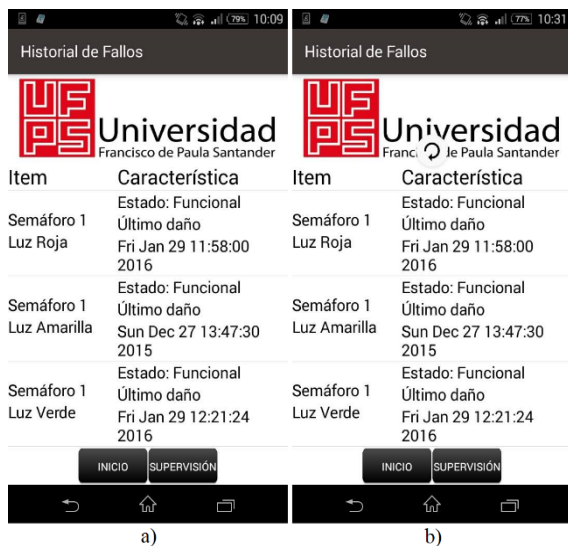 79% 10:09
Historial de Fallos
UFPS
Universidad
Francisco de Paula Santander
Item Característica
Semáforo 1
Luz Roja
Estado: Funcional
Último daño
Fri Jan 29 11:58:00
2016
Semáforo 1
Luz Amarilla
Estado: Funcional
Último daño
Sun Dec 27 13:47:30
2015
Semáforo 1
Luz Verde
Estado: Funcional
Último daño
Fri Jan 29 12:21:24
2016
INICIO SUPERVISIÓN
a)
77% 10:31
Historial de Fallos
UFPS
Universidad
Franc de Paula Santander
Item Característica
Semáforo 1
Luz Roja
Estado: Funcional
Último daño
Fri Jan 29 11:58:00
2016
Semáforo 1
Luz Amarilla
Estado: Funcional
Último daño
Sun Dec 27 13:47:30
2015
Semáforo 1
Luz Verde
Estado: Funcional
Último daño
Fri Jan 29 12:21:24
2016
INICIO SUPERVISIÓN
b)